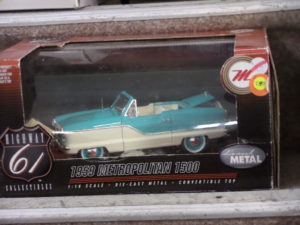 HIGHWAY
61
COLLECTIBLES
METAL
1959 METROPOLITAN 1500
1:18 SCALE • DIE-CAST METAL • CONVERTIBLE TOP